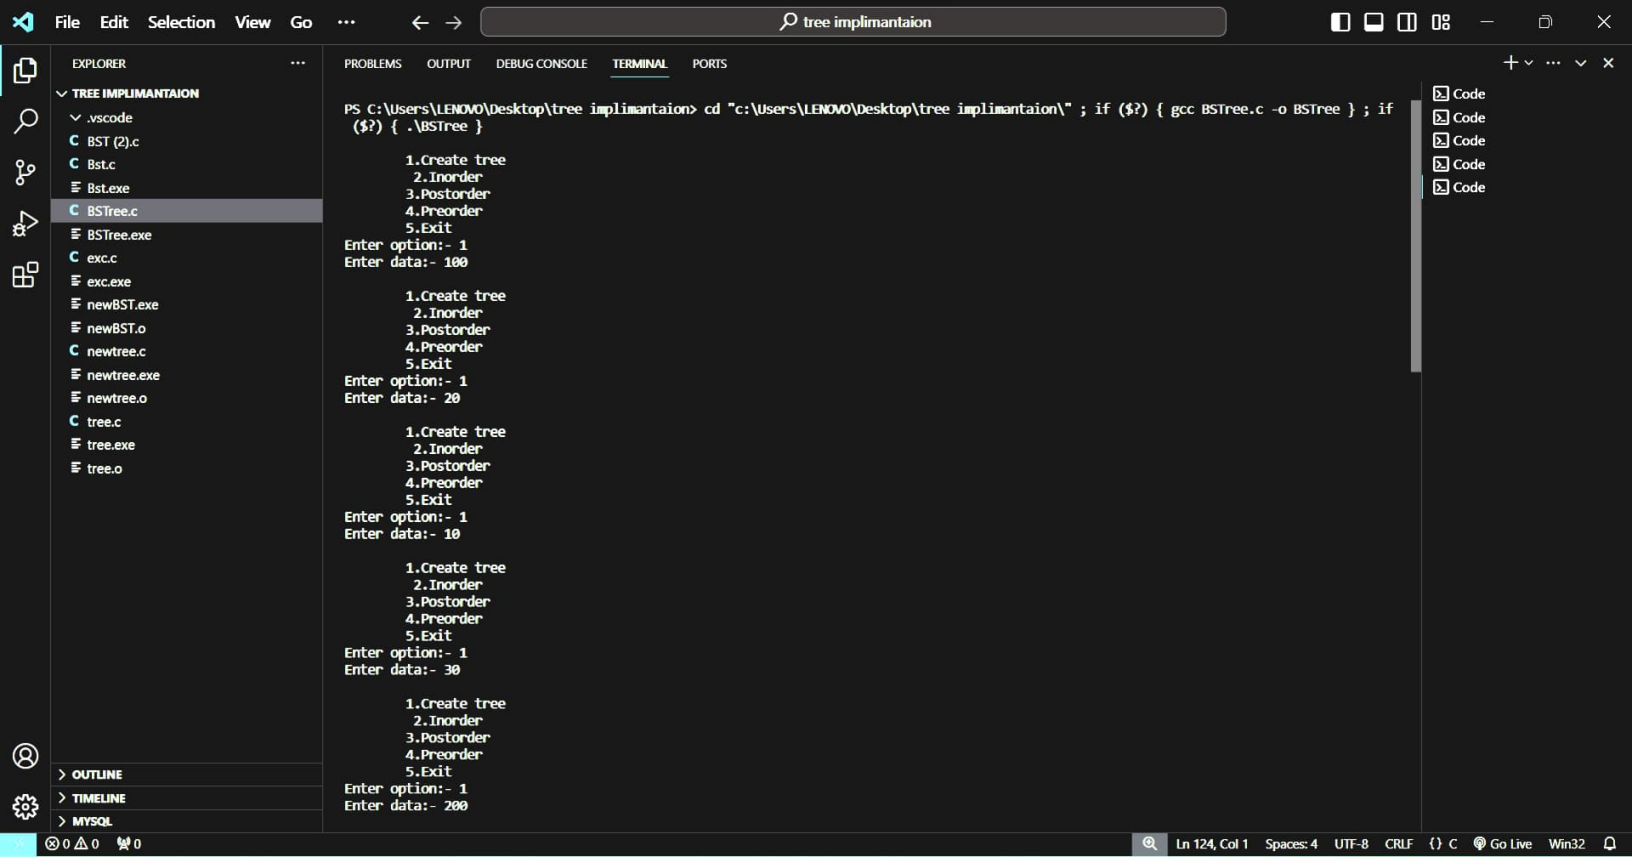 File Edit Selection View Go ··· ← → tree implimantaion
EXPLORER ···
TREE IMPLIMANTAION
.vscode
C BST (2).c
C Bst.c
Bst.exe
C BSTree.c
BSTree.exe
C exc.c
exc.exe
newBST.exe
newBST.o
C newtree.c
newtree.exe
newtree.o
C tree.c
tree.exe
tree.o
OUTLINE
TIMELINE
MYSQL
PROBLEMS OUTPUT DEBUG CONSOLE TERMINAL PORTS
PS C:\Users\LENOVO\Desktop\tree implimantaion> cd "c:\Users\LENOVO\Desktop\tree implimantaion\" ; if ($?) { gcc BSTree.c -o BSTree } ; if
($?) { .\BSTree }
1.Create tree
2.Inorder
3.Postorder
4.Preorder
5.Exit
Enter option:- 1
Enter data:- 100
1.Create tree
2.Inorder
3.Postorder
4.Preorder
5.Exit
Enter option:- 1
Enter data:- 20
1.Create tree
2.Inorder
3.Postorder
4.Preorder
5.Exit
Enter option:- 1
Enter data:- 10
1.Create tree
2.Inorder
3.Postorder
4.Preorder
5.Exit
Enter option:- 1
Enter data:- 30
1.Create tree
2.Inorder
3.Postorder
4.Preorder
5.Exit
Enter option:- 1
Enter data:- 200
Code
Code
Code
Code
Code
0 0 0
Ln 124, Col 1 Spaces: 4 UTF-8 CRLF {} C Go Live Win32